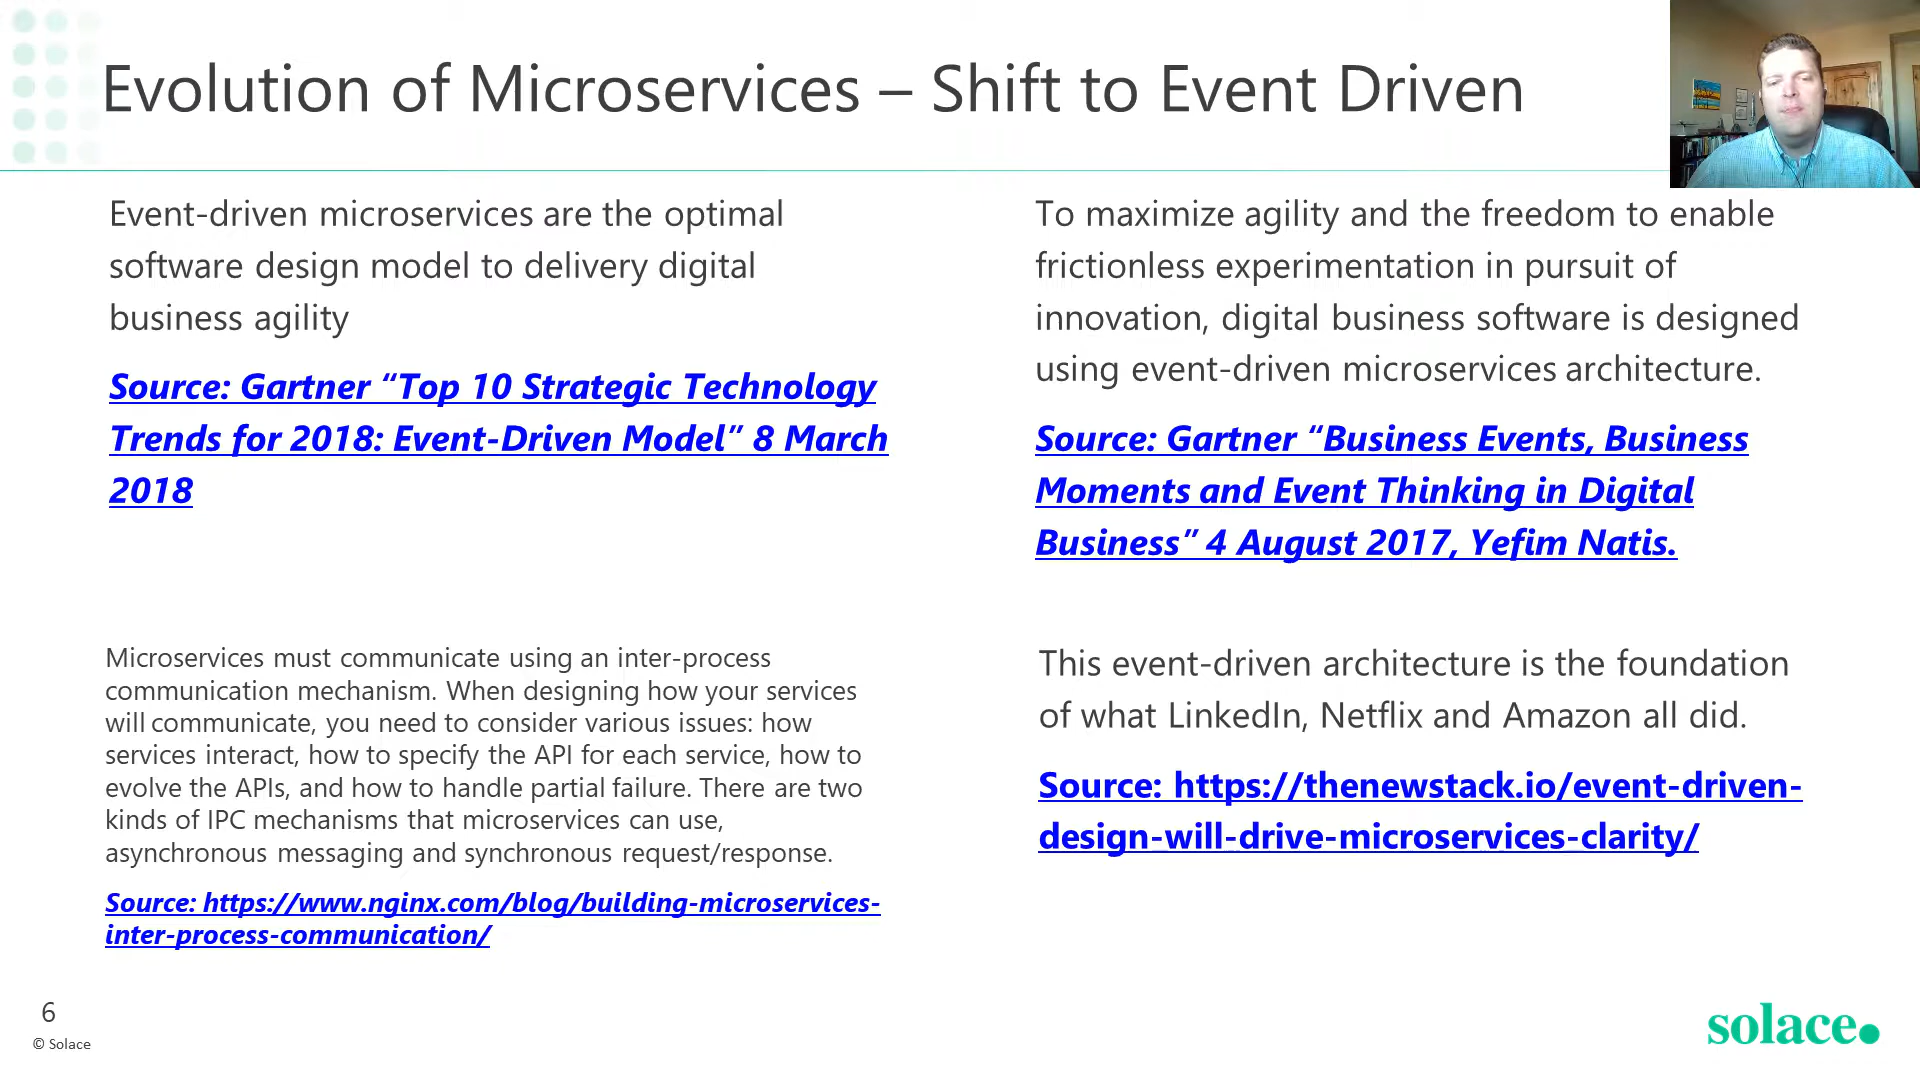 Evolution of Microservices – Shift to Event Driven
Event-driven microservices are the optimal
software design model to delivery digital
business agility
Source: Gartner “Top 10 Strategic Technology
Trends for 2018: Event-Driven Model” 8 March
2018
To maximize agility and the freedom to enable
frictionless experimentation in pursuit of
innovation, digital business software is designed
using event-driven microservices architecture.
Source: Gartner “Business Events, Business
Moments and Event Thinking in Digital
Business” 4 August 2017, Yefim Natis.
Microservices must communicate using an inter-process
communication mechanism. When designing how your services
will communicate, you need to consider various issues: how
services interact, how to specify the API for each service, how to
evolve the APIs, and how to handle partial failure. There are two
kinds of IPC mechanisms that microservices can use,
asynchronous messaging and synchronous request/response.
Source: https://www.nginx.com/blog/building-microservices-
inter-process-communication/
This event-driven architecture is the foundation
of what LinkedIn, Netflix and Amazon all did.
Source: https://thenewstack.io/event-driven-
design-will-drive-microservices-clarity/
6
© Solace
solace.